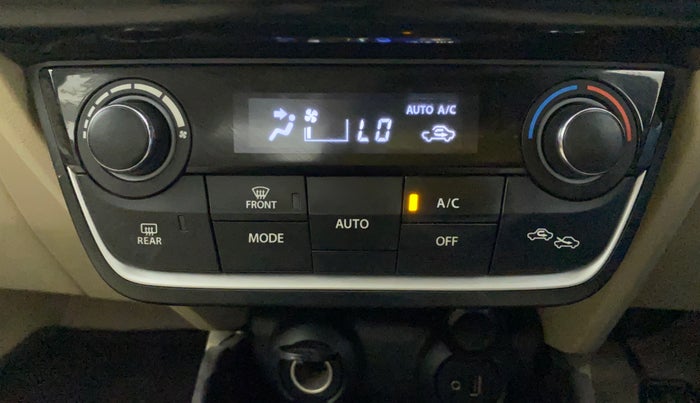 AUTO A/C
LO
FRONT
A/C
REAR
MODE
AUTO
OFF